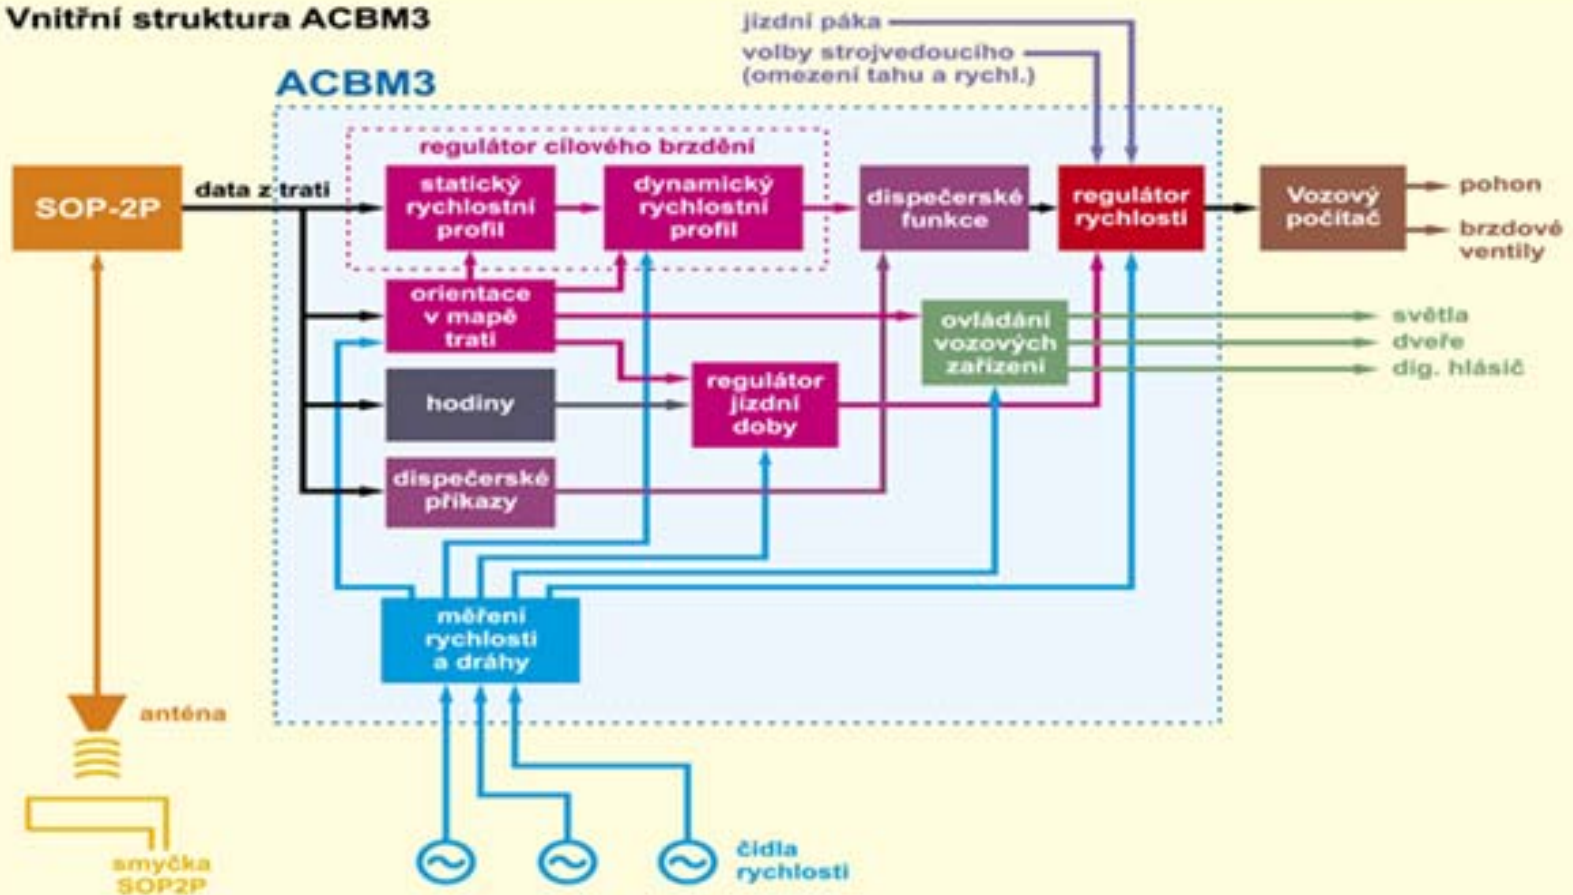 Vnitřní struktura ACBM3
jízdní páka
volby strojvedoucího
(omezení tahu a rychl.)
ACBM3
regulátor cílového brzdění
SOP-2P
data z trati
statický
rychlostní
profil
dynamický
rychlostní
profil
dispečerské
funkce
regulátor
rychlosti
Vozový
počítač
pohon
brzdové
ventily
orientace
v mapě
trati
ovládání
vozových
zařízení
světla
dveře
dig. hlásič
hodiny
regulátor
jízdní
doby
dispečerské
příkazy
měření
rychlosti
a dráhy
anténa
smyčka
SOP2P
čidla
rychlosti